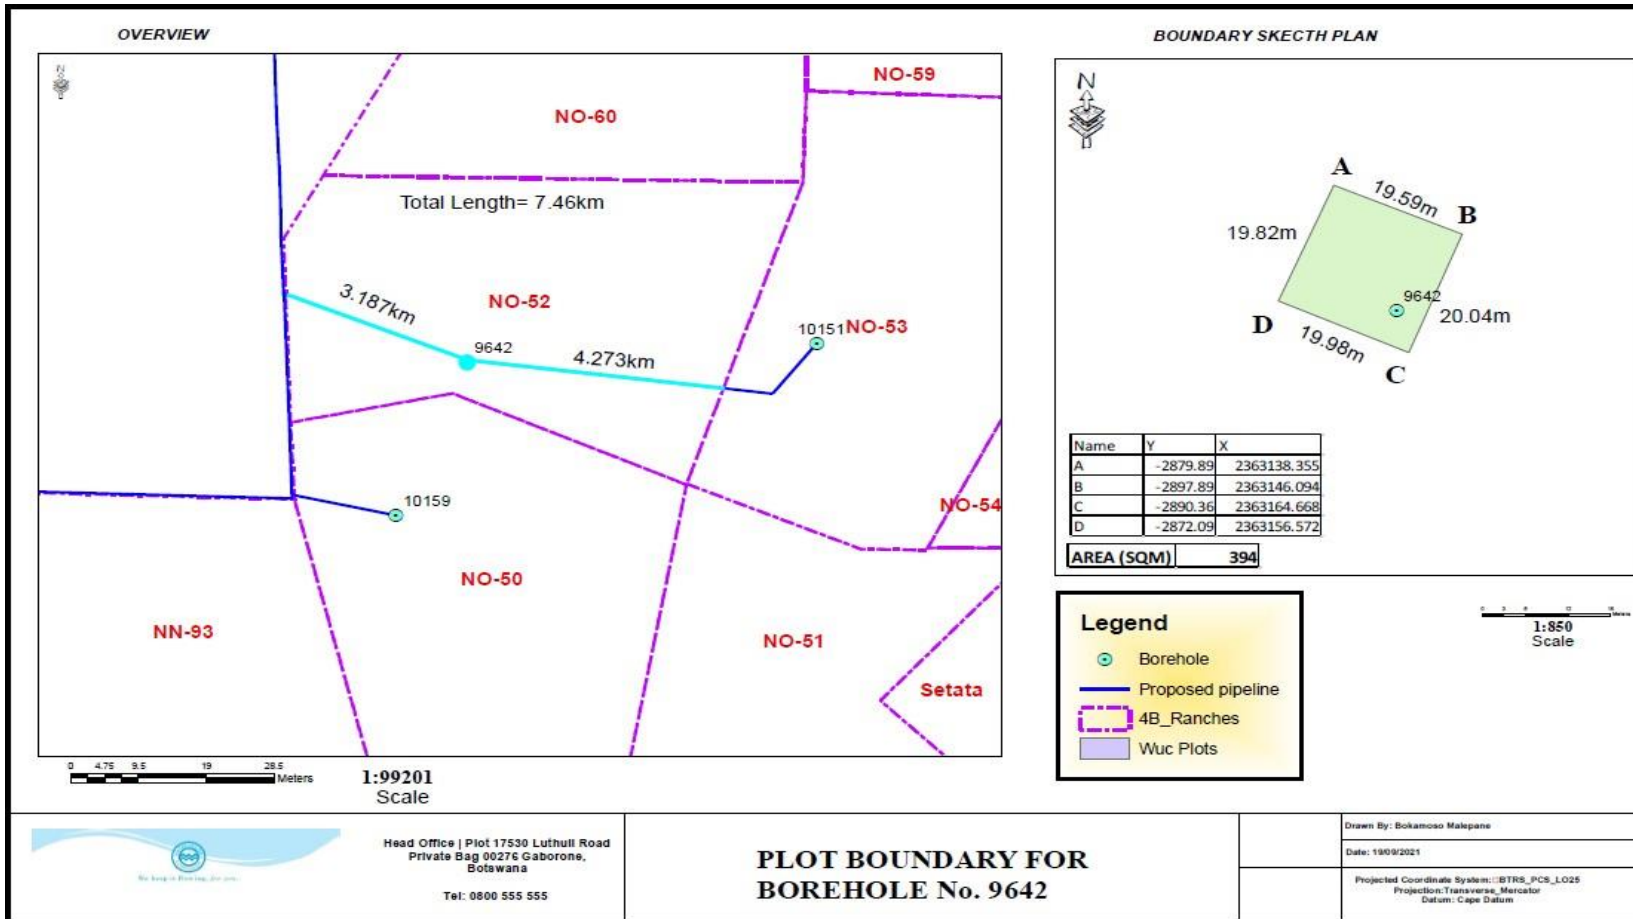 OVERVIEW
NO-59
NO-60
Total Length= 7.46km
3.187km
NO-52
9642
4.273km
10151
NO-53
10159
NO-54
NO-50
NN-93
NO-51
Setata
0 4.75 9.5 19 28.5
Meters
1:99201
Scale
BOUNDARY SKECTH PLAN
N
A
19.59m
B
19.82m
9642
20.04m
D
19.98m
C
Name Y X
A -2879.89 2363138.355
B -2897.89 2363146.094
C -2890.36 2363164.668
D -2872.09 2363156.572
AREA (SQM) 394
Legend
Borehole
Proposed pipeline
4B_Ranches
Wuc Plots
Meters
1:850
Scale
Head Office | Plot 17530 Luthuli Road
Private Bag 00276 Gaborone,
Botswana
Tel: 0800 555 555
PLOT BOUNDARY FOR
BOREHOLE No. 9642
Drawn By: Bokamoso Malepane
Date: 19/09/2021
Projected Coordinate System: BTRS_PCS_LO25
Projection:Transverse_Mercator
Datum: Cape Datum